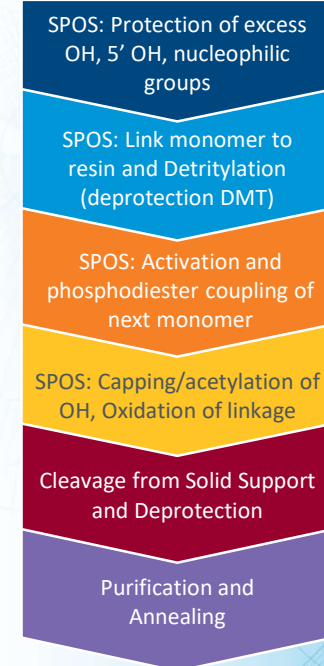 SPOS: Protection of excess
OH, 5’ OH, nucleophilic
groups
SPOS: Link monomer to
resin and Detritylation
(deprotection DMT)
SPOS: Activation and
phosphodiester coupling of
next monomer
SPOS: Capping/acetylation of
OH, Oxidation of linkage
Cleavage from Solid Support
and Deprotection
Purification and
Annealing